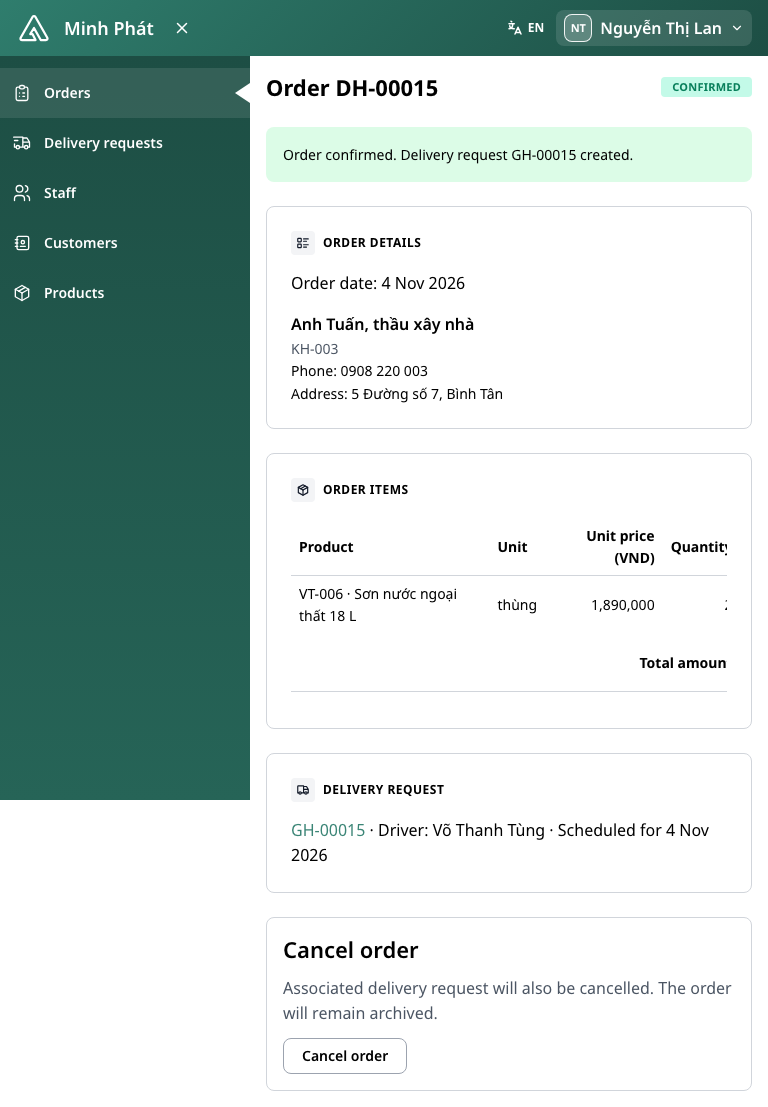 Minh Phát
EN
NT
Nguyễn Thị Lan
Orders
Delivery requests
Staff
Customers
Products
Order DH-00015
CONFIRMED
Order confirmed. Delivery request GH-00015 created.
ORDER DETAILS
Order date: 4 Nov 2026
Anh Tuấn, thầu xây nhà
KH-003
Phone: 0908 220 003
Address: 5 Đường số 7, Bình Tân
ORDER ITEMS
Product
Unit
Unit price
(VND)
Quantity
VT-006 · Sơn nước ngoại
thất 18 L
thùng
1,890,000
Total amoun
DELIVERY REQUEST
GH-00015 · Driver: Võ Thanh Tùng · Scheduled for 4 Nov
2026
Cancel order
Associated delivery request will also be cancelled. The order
will remain archived.
Cancel order